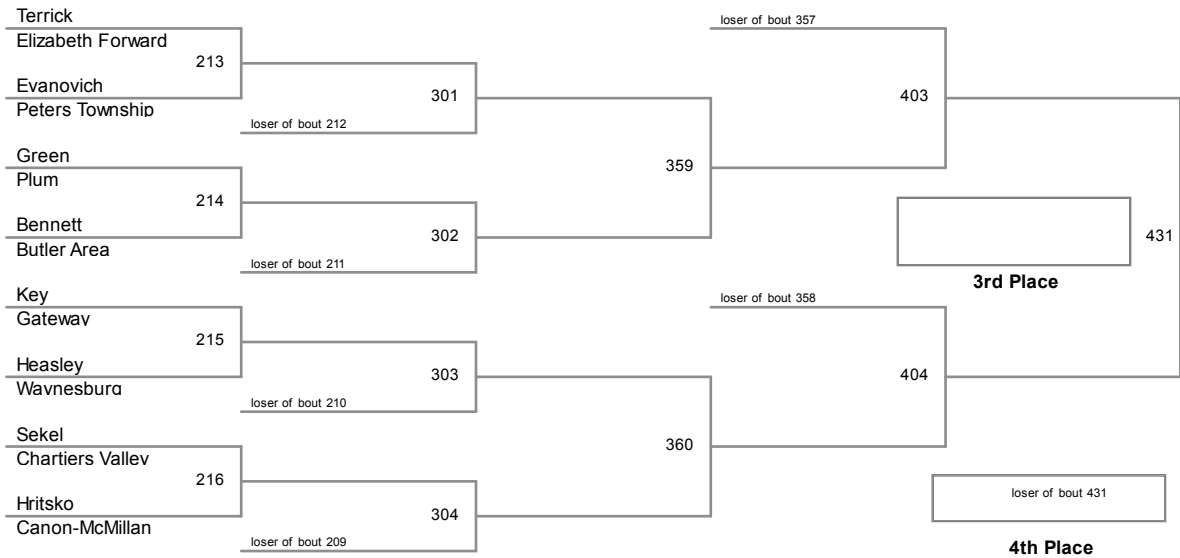 Terrick
Elizabeth Forward
213
Evanovich
Peters Township
301
loser of bout 212
Green
Plum
214
Bennett
Butler Area
302
loser of bout 211
359
loser of bout 357
403
Key
Gateway
215
Heasley
Waynesburg
303
loser of bout 210
Sekel
Chartiers Valley
216
Hritsko
Canon-McMillan
304
loser of bout 209
360
loser of bout 358
404
431
3rd Place
loser of bout 431
4th Place